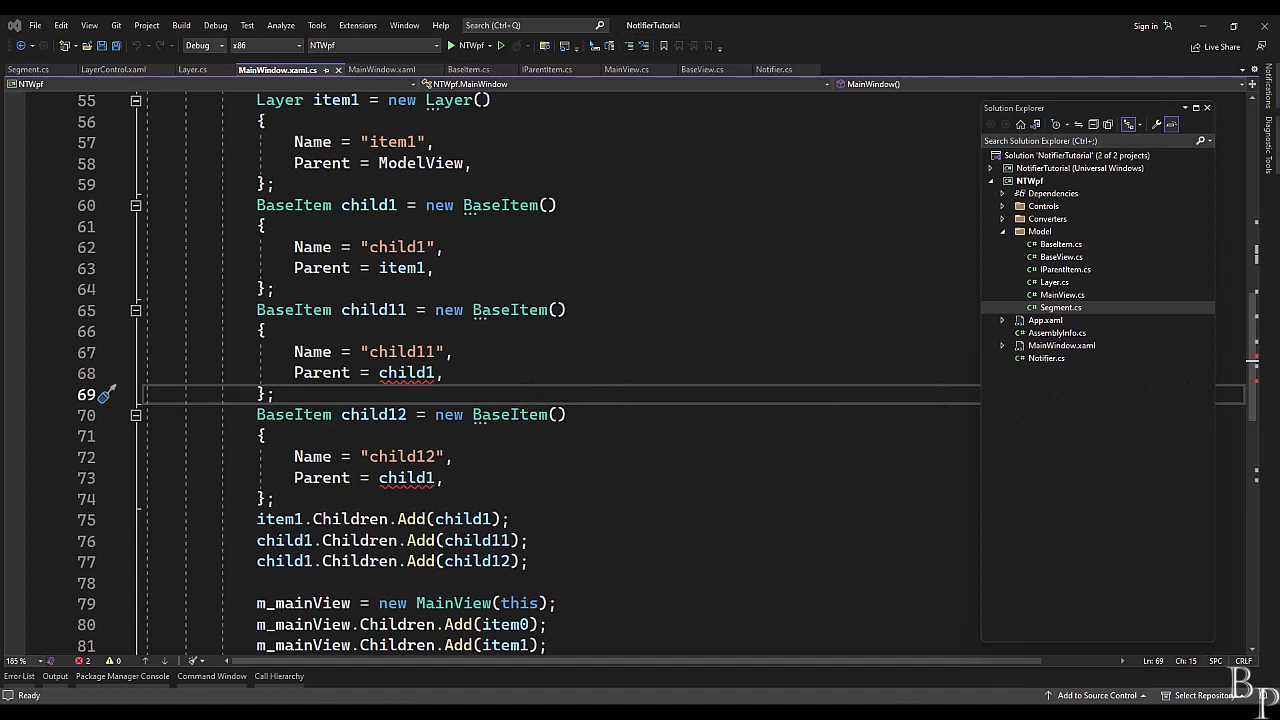 File Edit View Git Project Build Debug Test Analyze Tools Extensions Window Help Search (Ctrl+Q) NotifierTutorial Sign in
Debug x86 NTWpf NTWpf Live Share
Segment.cs LayerControl.xaml Layer.cs MainWindow.xaml.cs MainWindow.xaml BaseItem.cs IParentItem.cs MainView.cs BaseView.cs Notifier.cs
NTWpf NTWpf.MainWindow MainWindow()
55 Layer item1 = new Layer()
56 {
57 Name = "item1",
58 Parent = ModelView,
59 };
60 BaseItem child1 = new BaseItem()
61 {
62 Name = "child1",
63 Parent = item1,
64 };
65 BaseItem child11 = new BaseItem()
66 {
67 Name = "child11",
68 Parent = child1,
69 };
70 BaseItem child12 = new BaseItem()
71 {
72 Name = "child12",
73 Parent = child1,
74 };
75 item1.Children.Add(child1);
76 child1.Children.Add(child11);
77 child1.Children.Add(child12);
78
79 m_mainView = new MainView(this);
80 m_mainView.Children.Add(item0);
81 m_mainView.Children.Add(item1);
Solution Explorer
Search Solution Explorer (Ctrl+;)
Solution 'NotifierTutorial' (2 of 2 projects)
NotifierTutorial (Universal Windows)
NTWpf
Dependencies
Controls
Converters
Model
C# BaseItem.cs
C# BaseView.cs
C# IParentItem.cs
C# Layer.cs
C# MainView.cs
C# Segment.cs
App.xaml
C# AssemblyInfo.cs
MainWindow.xaml
C# Notifier.cs
Notifications
Diagnostic Tools
185 % 2 0 Ln: 69 Ch: 15 SPC CRLF
Error List Output Package Manager Console Command Window Call Hierarchy
Ready Add to Source Control Select Repository
B P